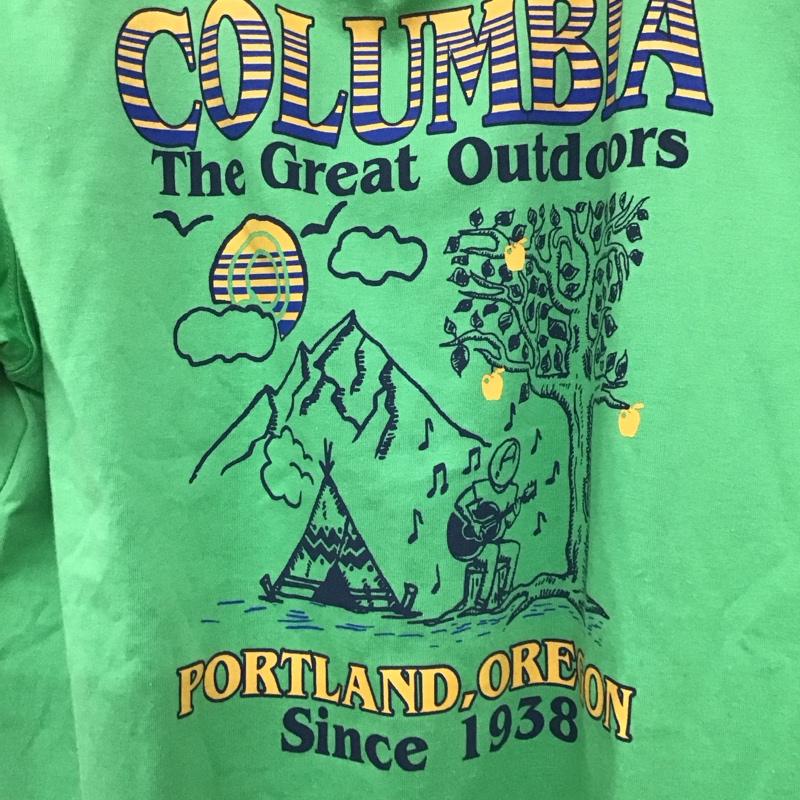 COLUMBIA
The Great Outdoors
PORTLAND, OREGON
Since 1938